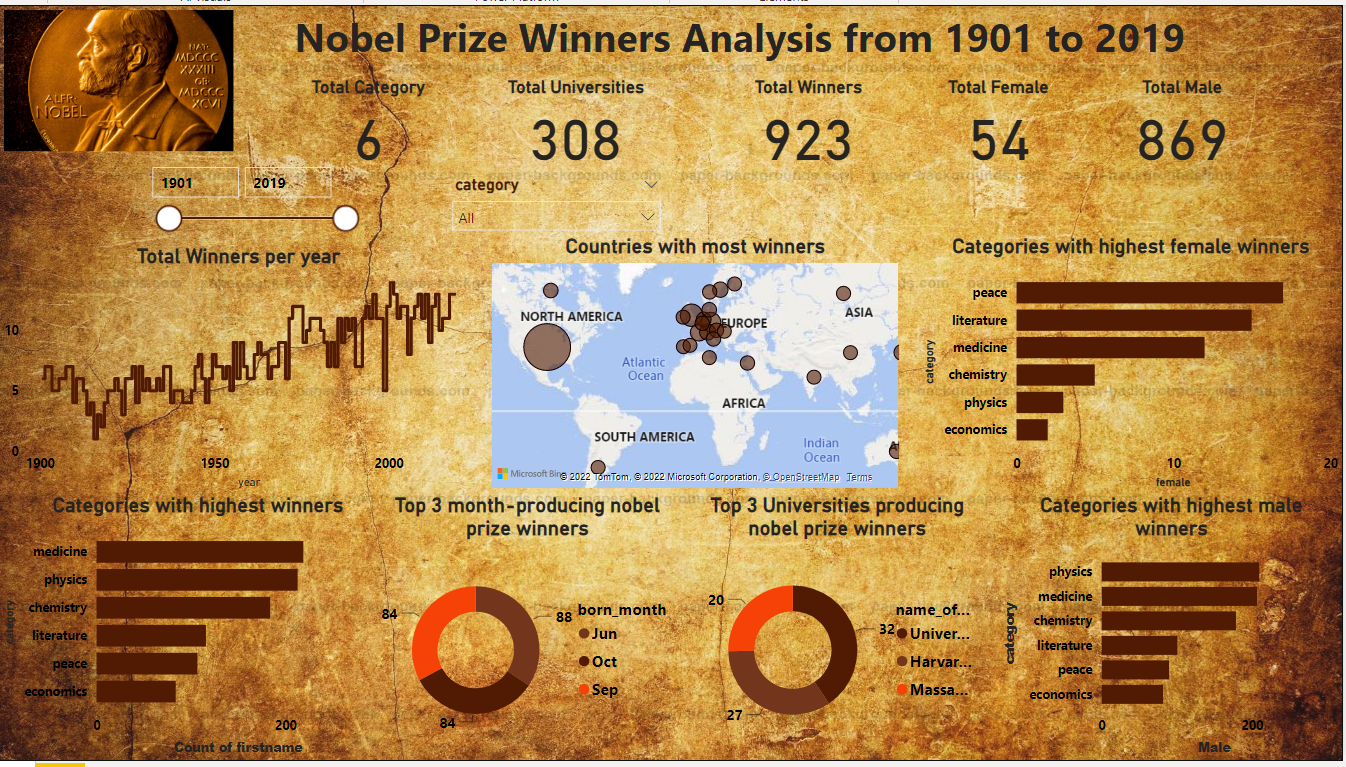 Nobel Prize Winners Analysis from 1901 to 2019
NAT:
MDCCC
XXXIII
OB:
MDCCC
XCVI
ALFR:
NOBEL
Total Category
Total Universities
Total Winners
Total Female
Total Male
6
308
923
54
869
1901
2019
category
All
Total Winners per year
10
5
0
1900
1950
2000
year
Countries with most winners
NORTH AMERICA
EUROPE
ASIA
Atlantic
Ocean
AFRICA
SOUTH AMERICA
Indian
Ocean
Microsoft Bing
© 2022 TomTom, © 2022 Microsoft Corporation, © OpenStreetMap Terms
Categories with highest female winners
category
peace
literature
medicine
chemistry
physics
economics
0
10
20
female
Categories with highest winners
category
medicine
physics
chemistry
literature
peace
economics
0
200
Count of firstname
Top 3 month-producing nobel
prize winners
84
88
84
born_month
Jun
Oct
Sep
Top 3 Universities producing
nobel prize winners
20
32
27
name_of...
Univer...
Harvar...
Massa...
Categories with highest male
winners
category
physics
medicine
chemistry
literature
peace
economics
0
200
Male